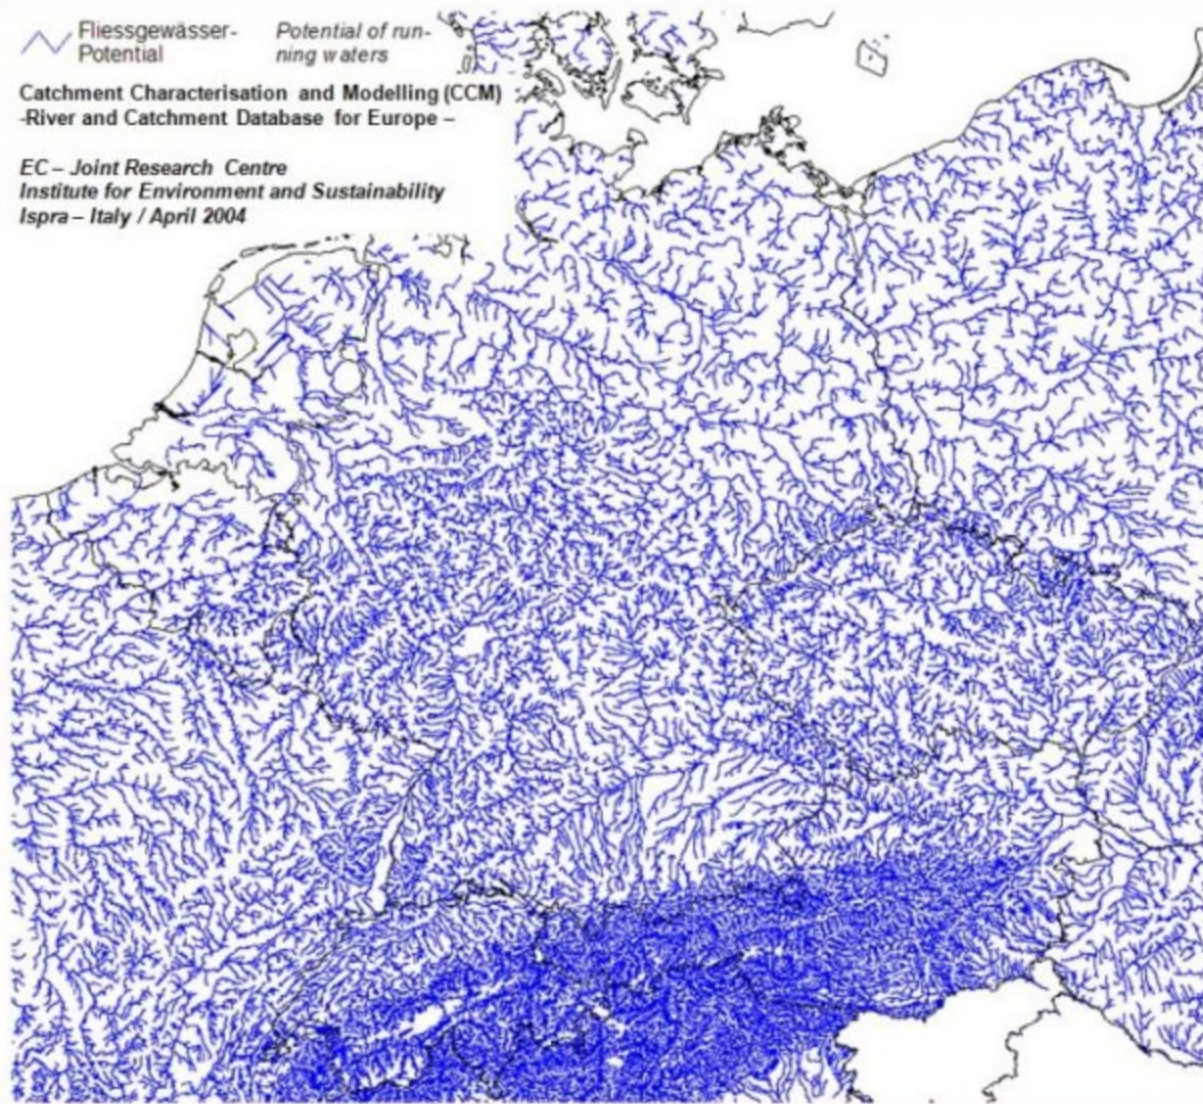 Fliessgewässer-
Potential
Potential of run-
ning waters
Catchment Characterisation and Modelling (CCM)
-River and Catchment Database for Europe –
EC – Joint Research Centre
Institute for Environment and Sustainability
Ispra – Italy / April 2004